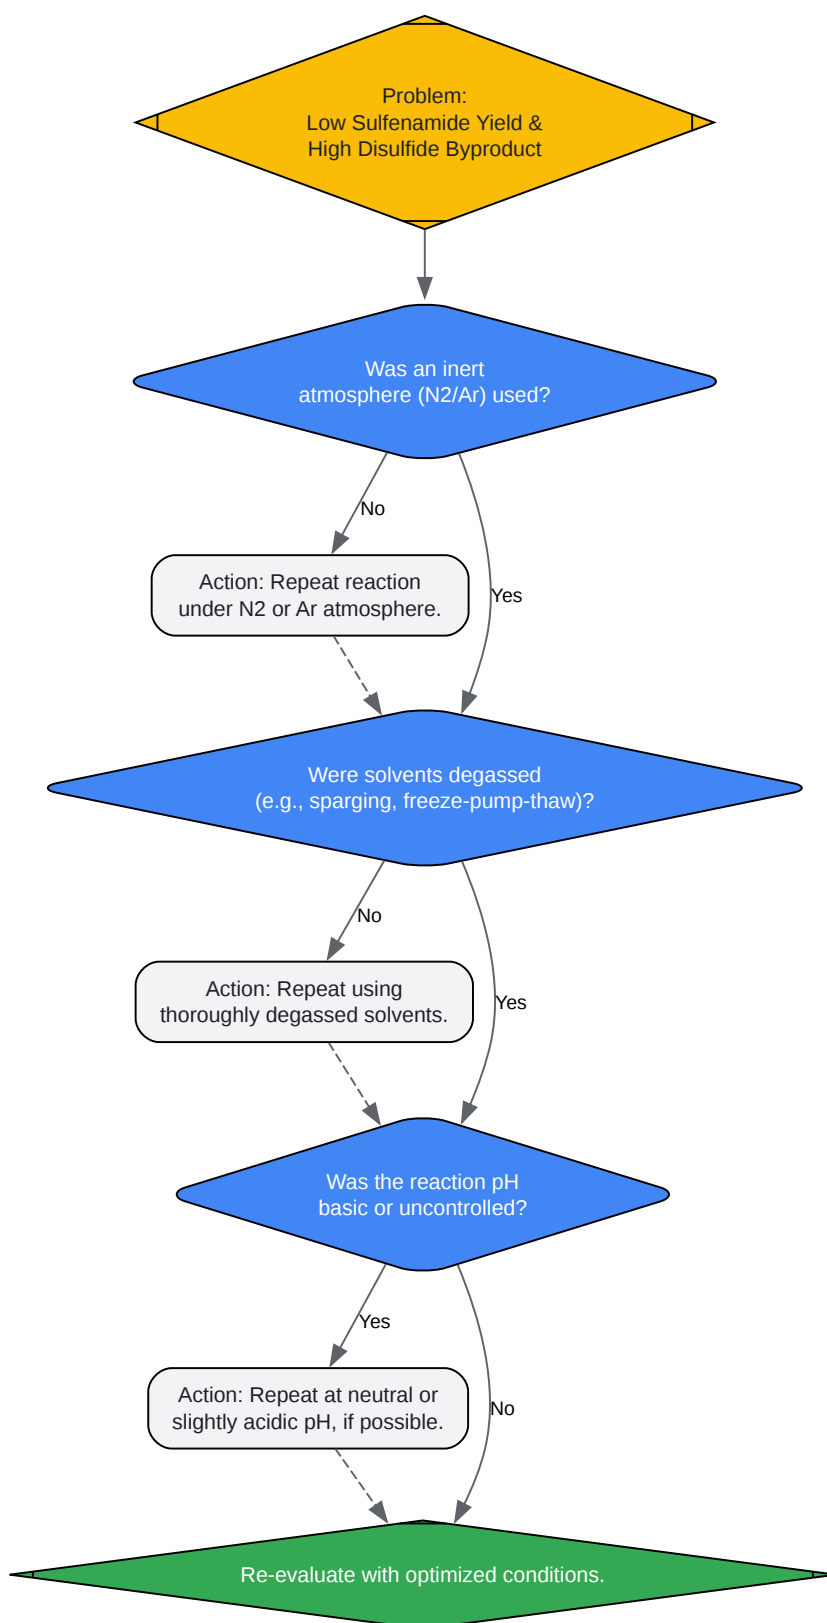 Problem:
Low Sulfenamide Yield &
High Disulfide Byproduct
Was an inert
atmosphere (N2/Ar) used?
No
Action: Repeat reaction
under N2 or Ar atmosphere.
Yes
Were solvents degassed
(e.g., sparging, freeze-pump-thaw)?
No
Action: Repeat using
thoroughly degassed solvents.
Yes
Was the reaction pH
basic or uncontrolled?
Yes
Action: Repeat at neutral or
slightly acidic pH, if possible.
No
Re-evaluate with optimized conditions.